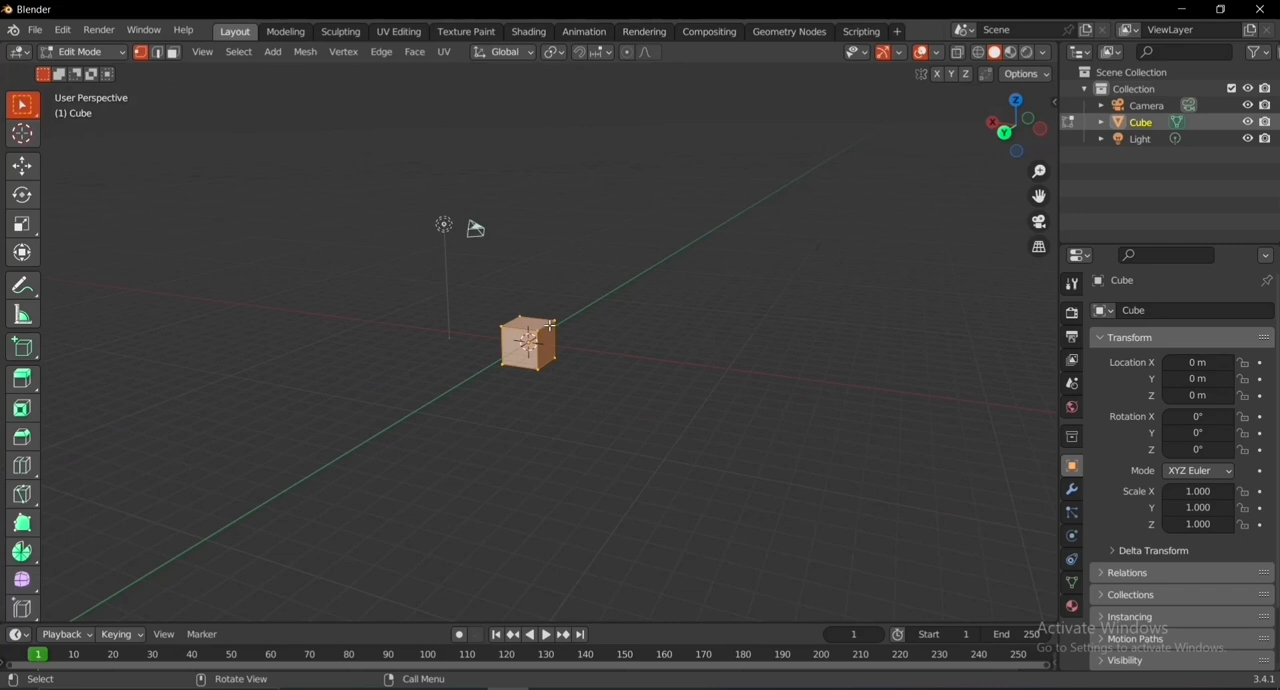 Blender
File Edit Render Window Help Layout Modeling Sculpting UV Editing Texture Paint Shading Animation Rendering Compositing Geometry Nodes Scripting + Scene ViewLayer
Edit Mode View Select Add Mesh Vertex Edge Face UV Global
X Y Z Options
User Perspective
(1) Cube
Z
X
Y
Scene Collection
Collection
Camera
Cube
Light
Cube
Cube
Transform
Location X 0 m
Y 0 m
Z 0 m
Rotation X 0°
Y 0°
Z 0°
Mode XYZ Euler
Scale X 1.000
Y 1.000
Z 1.000
Delta Transform
Relations
Collections
Instancing
Motion Paths
Visibility
Activate Windows
Go to Settings to activate Windows.
Playback Keying View Marker 1 Start 1 End 250
1 10 20 30 40 50 60 70 80 90 100 110 120 130 140 150 160 170 180 190 200 210 220 230 240 250
Select Rotate View Call Menu 3.4.1